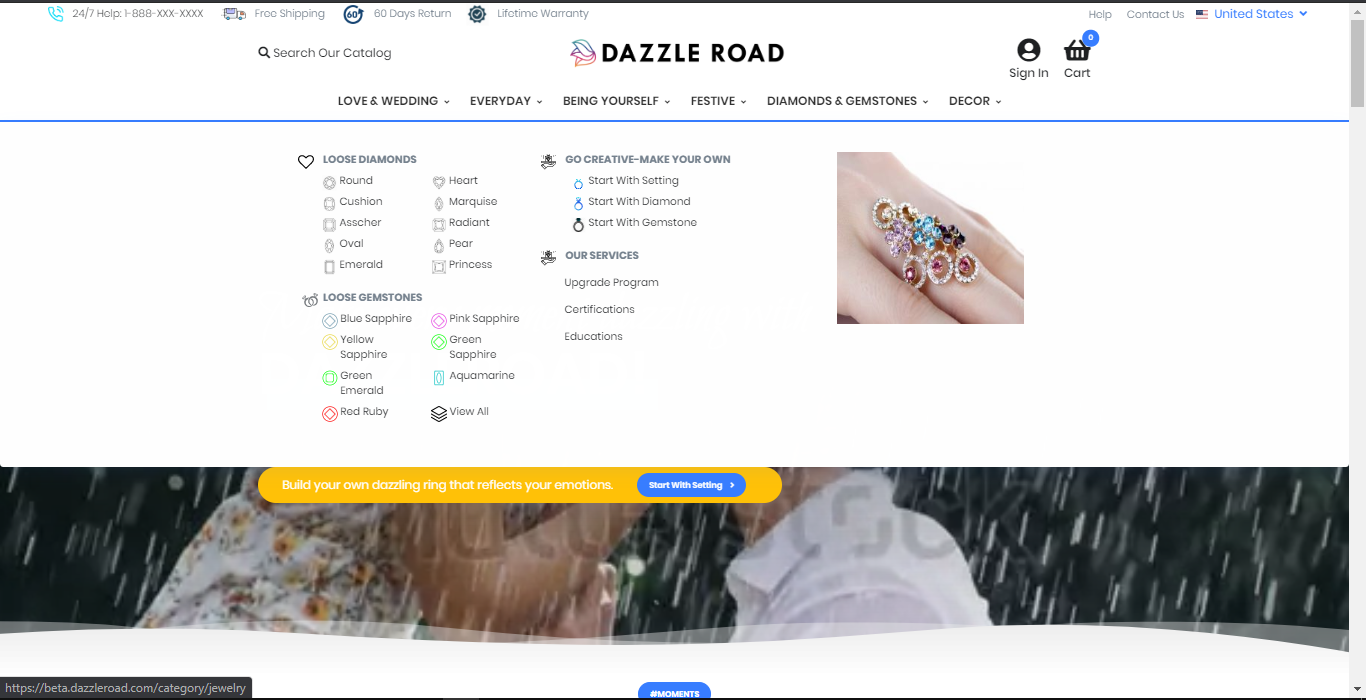 24/7 Help: 1-888-XXX-XXXX Free Shipping 60 60 Days Return Lifetime Warranty Help Contact Us United States
Search Our Catalog DAZZLE ROAD Sign In 0 Cart
LOVE & WEDDING EVERYDAY BEING YOURSELF FESTIVE DIAMONDS & GEMSTONES DECOR
LOOSE DIAMONDS
Round Heart
Cushion Marquise
Asscher Radiant
Oval Pear
Emerald Princess
LOOSE GEMSTONES
Blue Sapphire Pink Sapphire
Yellow Sapphire Green Sapphire
Green Emerald Aquamarine
Red Ruby View All
GO CREATIVE-MAKE YOUR OWN
Start With Setting
Start With Diamond
Start With Gemstone
OUR SERVICES
Upgrade Program
Certifications
Educations
Build your own dazzling ring that reflects your emotions. Start With Setting
#MOMENTS
https://beta.dazzleroad.com/category/jewelry